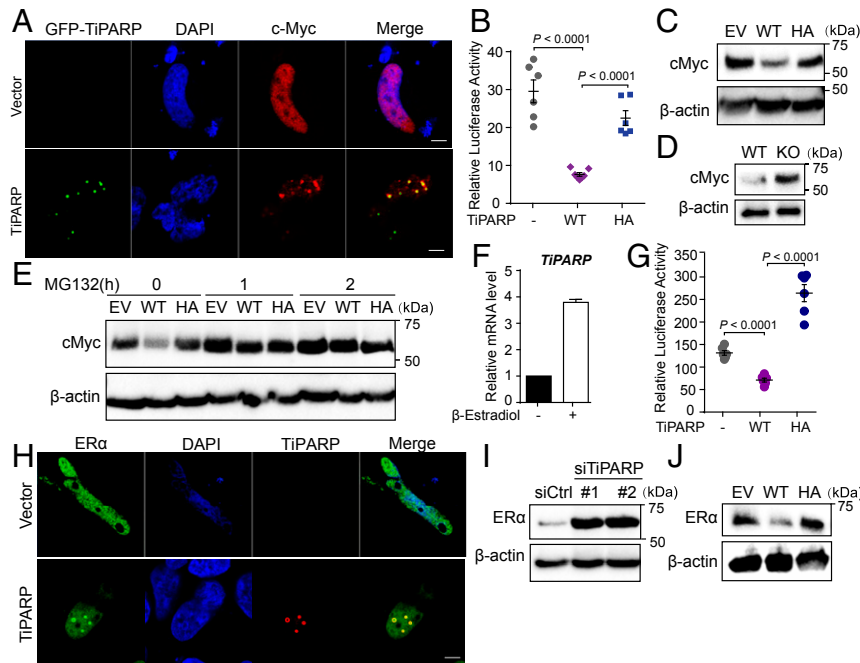 A
GFP-TiPARP DAPI c-Myc Merge
Vector
TiPARP
B
P < 0.0001
P < 0.0001
Relative Luciferase Activity
40
30
20
10
0
TiPARP - WT HA
C
EV WT HA (kDa)
cMyc
75
50
β-actin
D
WT KO (kDa)
cMyc
75
50
β-actin
E
MG132(h) 0 1 2
EV WT HA EV WT HA EV WT HA (kDa)
cMyc
75
50
β-actin
F
TiPARP
Relative mRNA level
5
4
3
2
1
0
β-Estradiol - +
G
P < 0.0001
P < 0.0001
Relative Luciferase Activity
300
250
200
150
100
50
0
TiPARP - WT HA
H
ERα DAPI TiPARP Merge
Vector
TiPARP
I
siTiPARP
siCtrl #1 #2 (kDa)
ERα
75
50
β-actin
J
EV WT HA (kDa)
ERα
75
β-actin